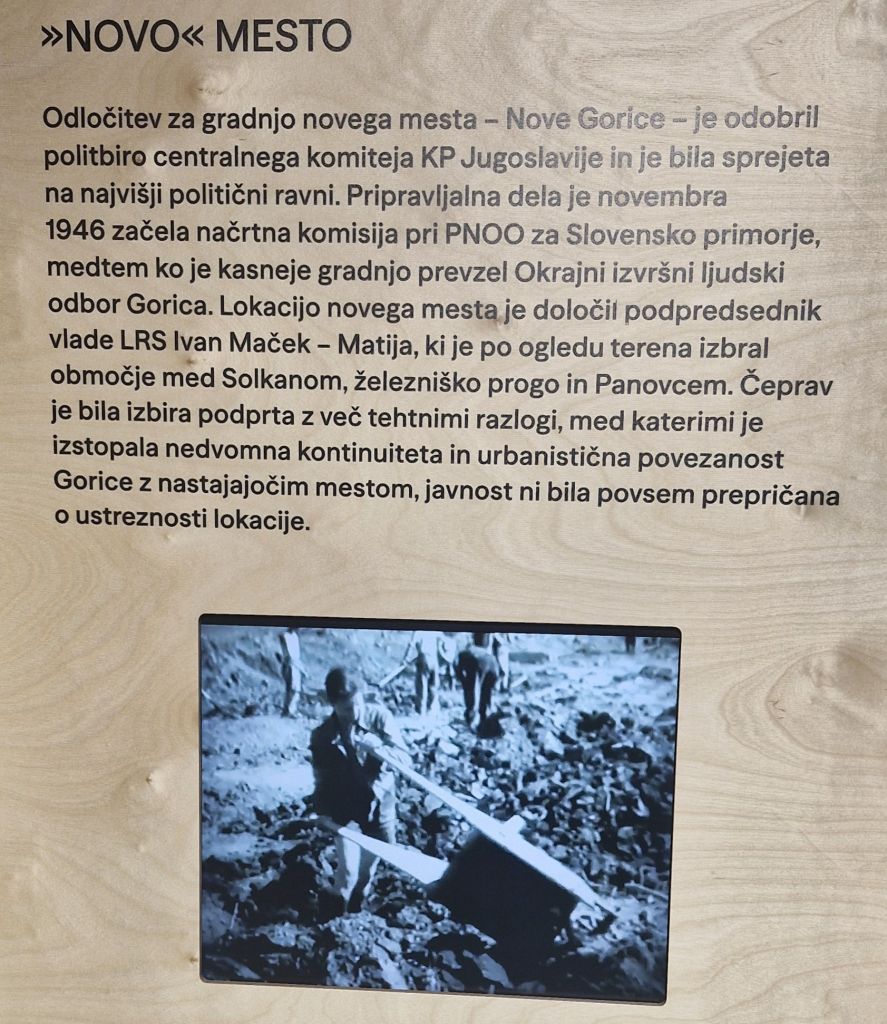 »NOVO« MESTO
Odločitev za gradnjo novega mesta – Nove Gorice – je odobril
politbiro centralnega komiteja KP Jugoslavije in je bila sprejeta
na najvišji politični ravni. Pripravljalna dela je novembra
1946 začela načrtna komisija pri PNOO za Slovensko primorje,
medtem ko je kasneje gradnjo prevzel Okrajni izvršni ljudski
odbor Gorica. Lokacijo novega mesta je določil podpredsednik
vlade LRS Ivan Maček – Matija, ki je po ogledu terena izbral
območje med Solkanom, železniško progo in Panovcem. Čeprav
je bila izbira podprta z več tehtnimi razlogi, med katerimi je
izstopala nedvomna kontinuiteta in urbanistična povezanost
Gorice z nastajajočim mestom, javnost ni bila povsem prepričana
o ustreznosti lokacije.